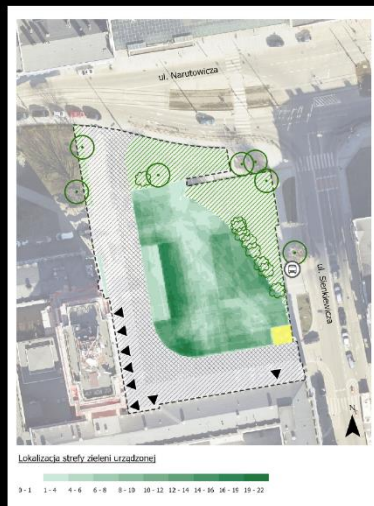 ul. Narutowicza
ul. Sienkiewicza
N
Lokalizacja strefy zieleni urządzonej
0 - 1 1 - 4 4 - 6 6 - 8 8 - 10 10 - 12 12 - 14 14 - 16 16 - 19 19 - 22